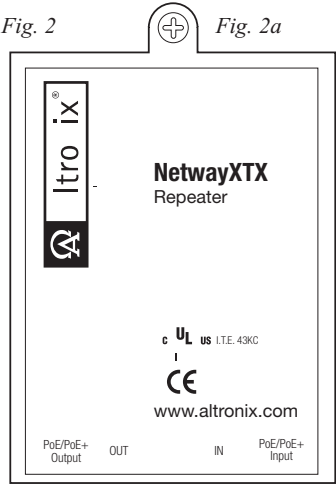 Fig. 2
Fig. 2a
Itro ix®
NetwayXTX
Repeater
c UL us I.T.E. 43KC
CE
www.altronix.com
PoE/PoE+ Output
OUT
IN
PoE/PoE+ Input